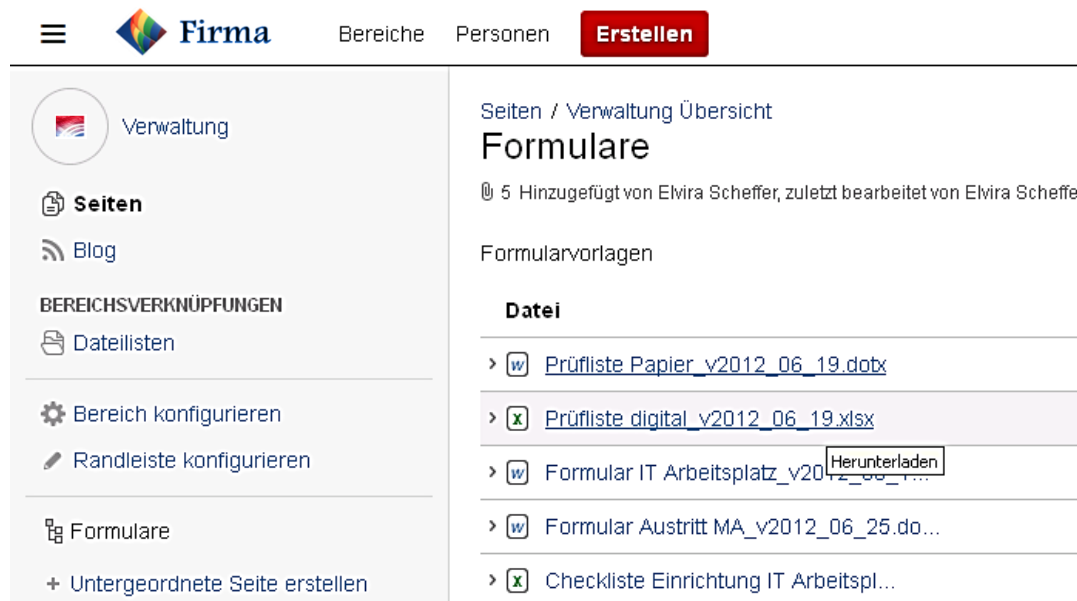 Firma Bereiche Personen Erstellen
Verwaltung
Seiten
Blog
BEREICHSVERKNÜPFUNGEN
Dateilisten
Bereich konfigurieren
Randleiste konfigurieren
Formulare
+ Untergeordnete Seite erstellen
Seiten / Verwaltung Übersicht
Formulare
5 Hinzugefügt von Elvira Scheffer, zuletzt bearbeitet von Elvira Scheffe
Formularvorlagen
Datei
Prüfliste Papier_v2012_06_19.dotx
Prüfliste digital_v2012_06_19.xlsx
Herunterladen
Formular IT Arbeitsplatz_v2012
Formular Austritt MA_v2012_06_25.do...
Checkliste Einrichtung IT Arbeitspl...